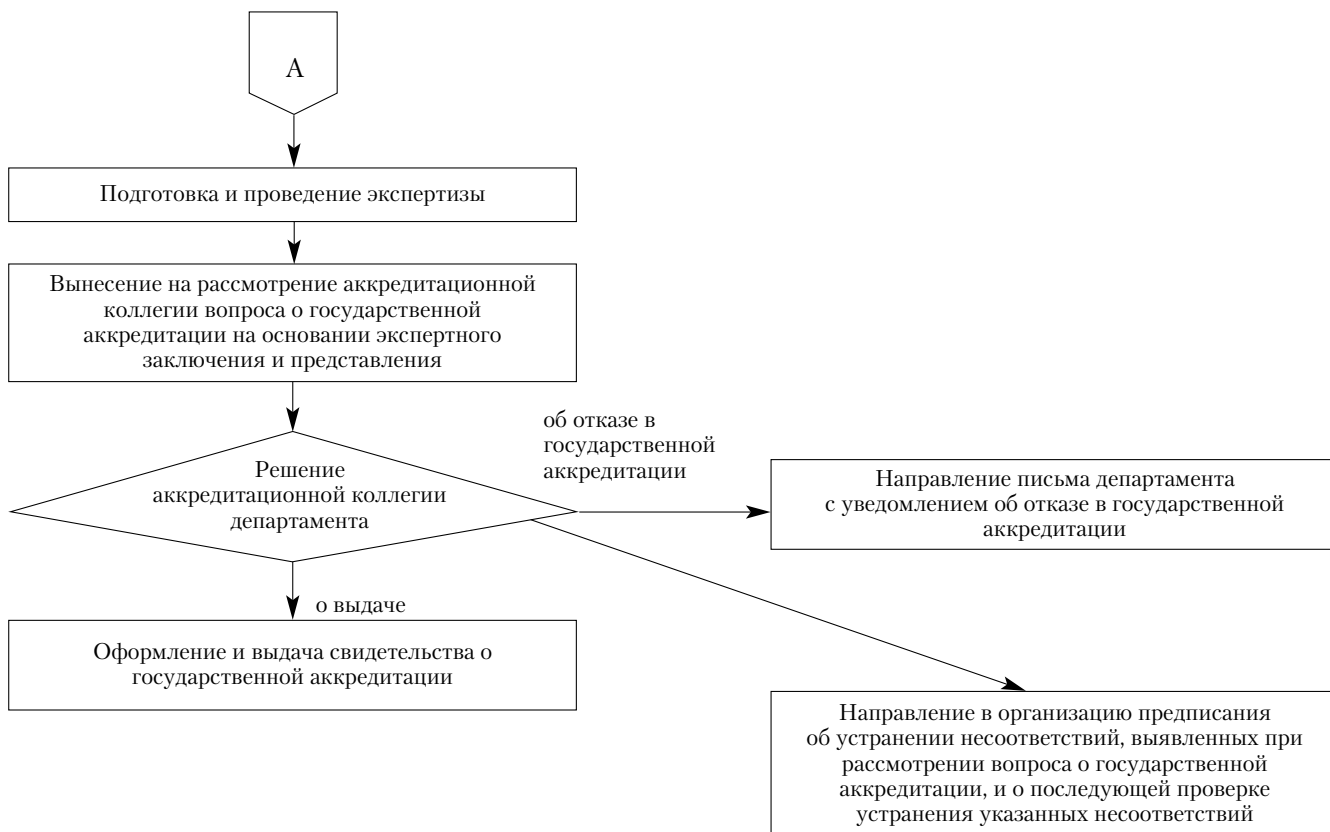 А
Подготовка и проведение экспертизы
Вынесение на рассмотрение аккредитационной
коллегии вопроса о государственной
аккредитации на основании экспертного
заключения и представления
Решение
аккредитационной коллегии
департамента
об отказе в
государственной
аккредитации
Направление письма департамента
с уведомлением об отказе в государственной
аккредитации
о выдаче
Оформление и выдача свидетельства о
государственной аккредитации
Направление в организацию предписания
об устранении несоответствий, выявленных при
рассмотрении вопроса о государственной
аккредитации, и о последующей проверке
устранения указанных несоответствий